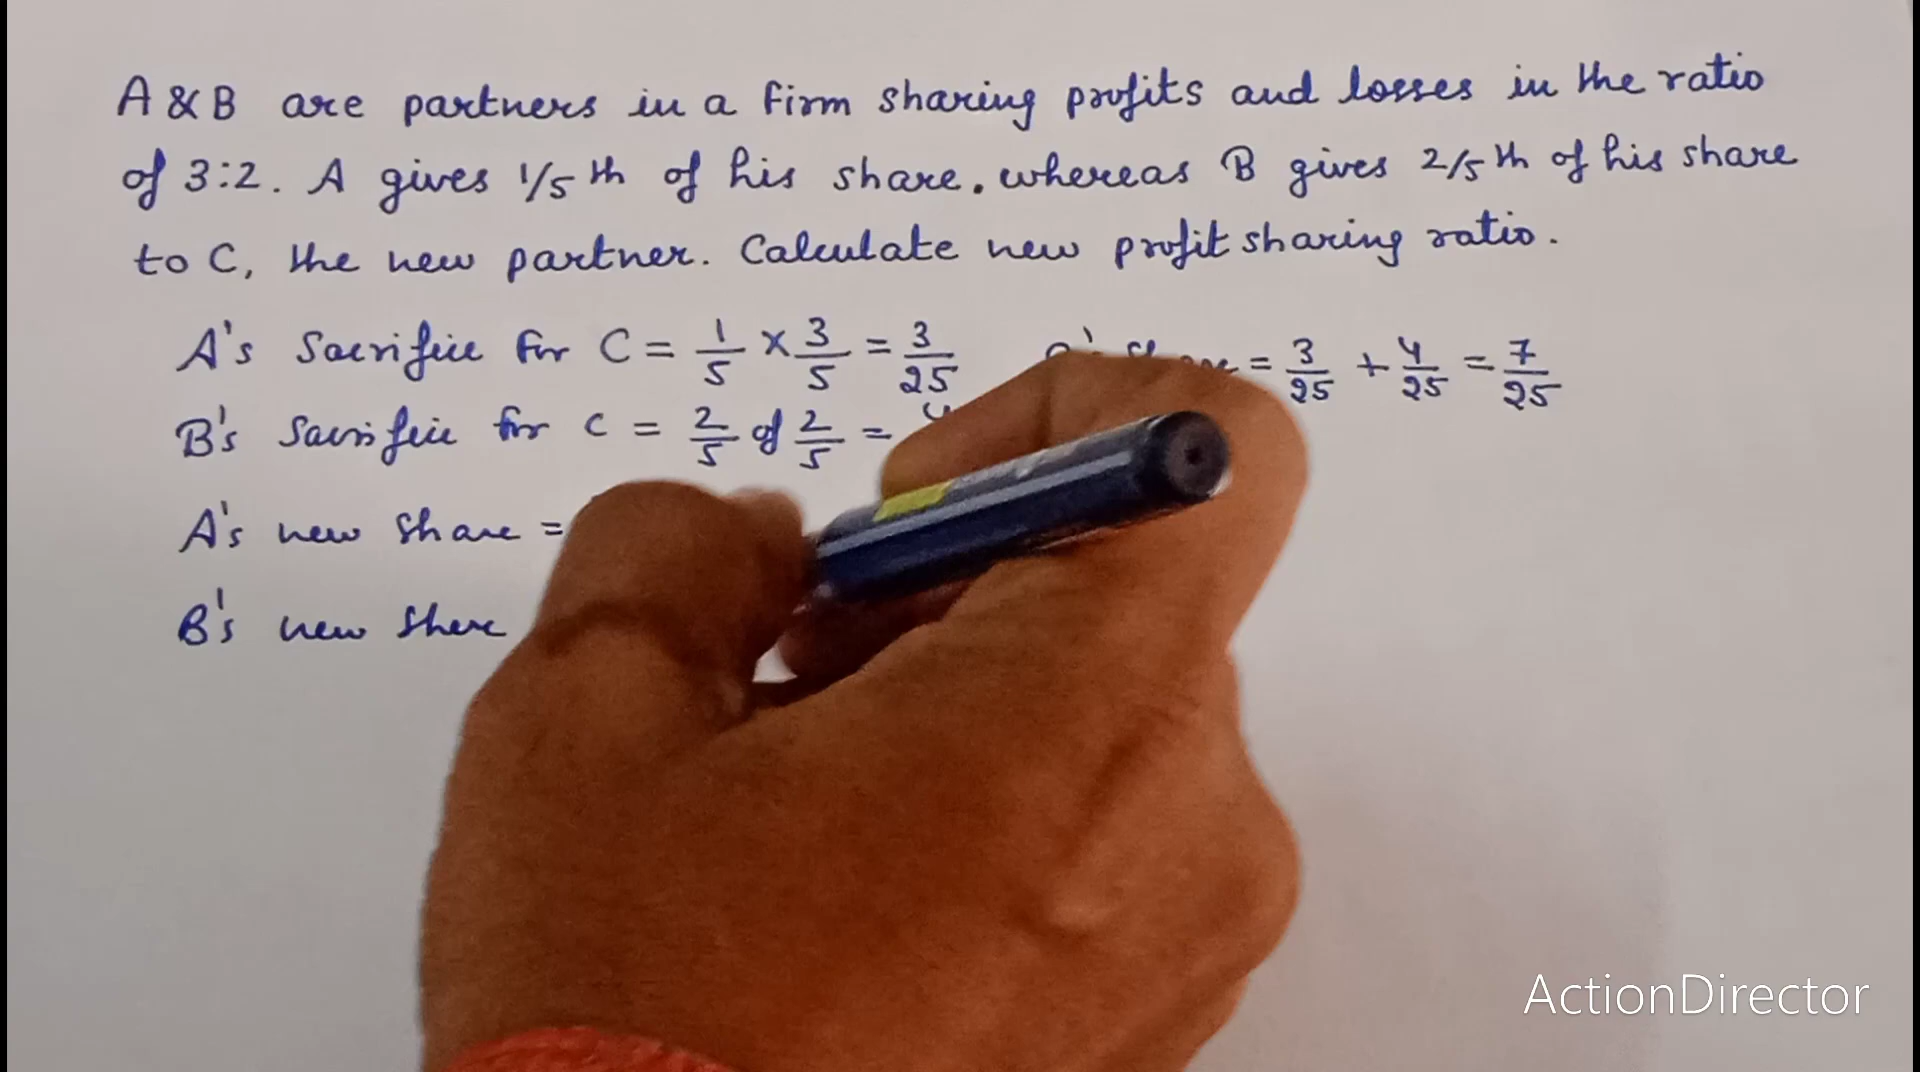 A & B are partners in a firm sharing profits and losses in the ratio
of 3:2. A gives 1/5 th of his share. whereas B gives 2/5 th of his share
to C, the new partner. Calculate new profit sharing ratio.
A's Sacrifice for C = 1/5 × 3/5 = 3/25
= 3/25 + 4/25 = 7/25
B's Sacrifice for C = 2/5 of 2/5 =
A's new Share =
B's new Share
ActionDirector